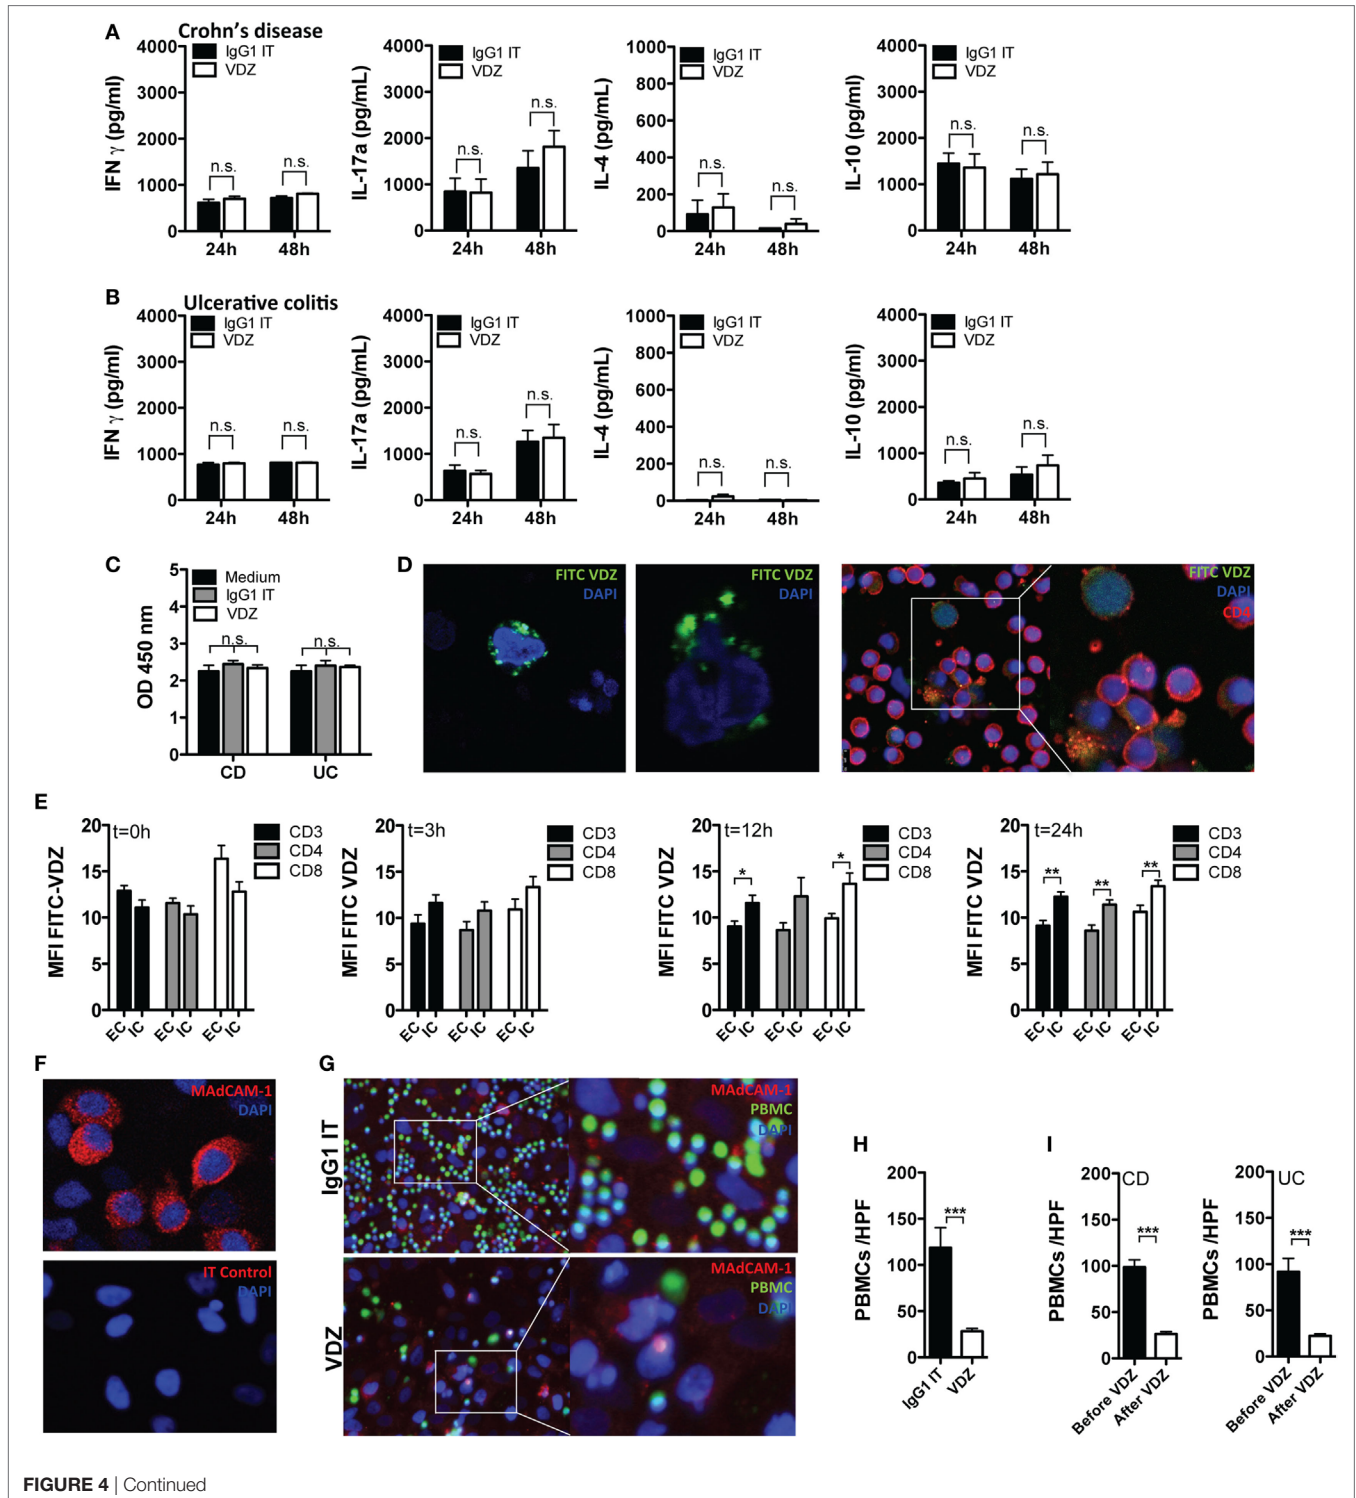 A
Crohn's disease
IFN γ (pg/ml)
4000
3000
2000
1000
0
IgG1 IT
VDZ
n.s.
n.s.
24h
48h
IL-17a (pg/mL)
4000
3000
2000
1000
0
IgG1 IT
VDZ
n.s.
n.s.
24h
48h
IL-4 (pg/mL)
1000
800
600
400
200
0
IgG1 IT
VDZ
n.s.
n.s.
24h
48h
IL-10 (pg/ml)
4000
3000
2000
1000
0
IgG1 IT
VDZ
n.s.
n.s.
24h
48h
B
Ulcerative colitis
IFN γ (pg/ml)
4000
3000
2000
1000
0
IgG1 IT
VDZ
n.s.
n.s.
24h
48h
IL-17a (pg/mL)
4000
3000
2000
1000
0
IgG1 IT
VDZ
n.s.
n.s.
24h
48h
IL-4 (pg/mL)
1000
800
600
400
200
0
IgG1 IT
VDZ
n.s.
n.s.
24h
48h
IL-10 (pg/ml)
4000
3000
2000
1000
0
IgG1 IT
VDZ
n.s.
n.s.
24h
48h
C
OD 450 nm
5
4
3
2
1
0
Medium
IgG1 IT
VDZ
n.s.
n.s.
CD
UC
D
FITC VDZ
DAPI
FITC VDZ
DAPI
FITC VDZ
DAPI
CD4
E
MFI FITC-VDZ
20
15
10
5
0
t=0h
CD3
CD4
CD8
EC
IC
EC
IC
EC
IC
MFI FITC VDZ
20
15
10
5
0
t=3h
CD3
CD4
CD8
EC
IC
EC
IC
EC
IC
MFI FITC VDZ
20
15
10
5
0
t=12h
CD3
CD4
CD8
*
*
EC
IC
EC
IC
EC
IC
MFI FITC VDZ
20
15
10
5
0
t=24h
CD3
CD4
CD8
**
**
**
EC
IC
EC
IC
EC
IC
F
MAdCAM-1
DAPI
IT Control
DAPI
G
IgG1 IT
MAdCAM-1
PBMC
DAPI
VDZ
MAdCAM-1
PBMC
DAPI
H
PBMCs /HPF
200
150
100
50
0
***
IgG1 IT
VDZ
I
PBMCs /HPF
200
150
100
50
0
CD
***
Before VDZ
After VDZ
PBMCs /HPF
200
150
100
50
0
UC
***
Before VDZ
After VDZ
FIGURE 4 | Continued